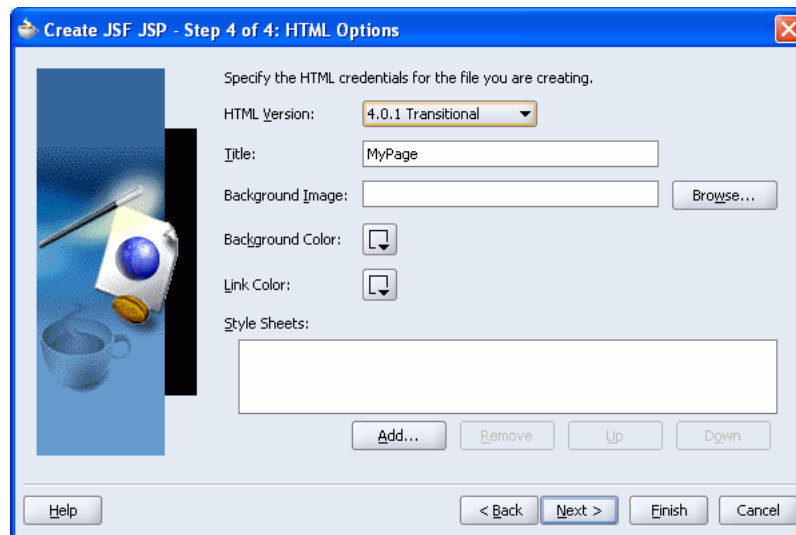 Create JSF JSP - Step 4 of 4: HTML Options
Specify the HTML credentials for the file you are creating.
HTML Version: 4.0.1 Transitional
Title: MyPage
Background Image: Browse...
Background Color:
Link Color:
Style Sheets:
Add... Remove Up Down
Help < Back Next > Finish Cancel